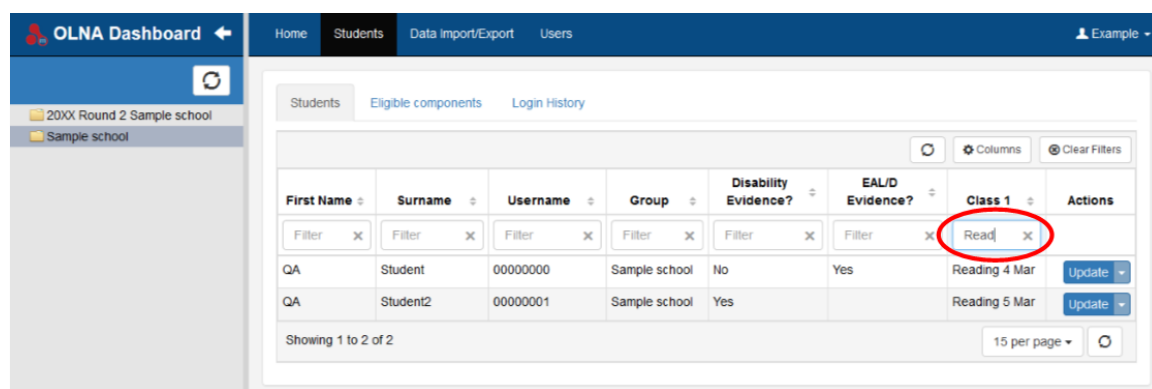 OLNA Dashboard
Home Students Data Import/Export Users Example
20XX Round 2 Sample school
Sample school
Students Eligible components Login History
Columns Clear Filters
First Name Surname Username Group Disability Evidence? EAL/D Evidence? Class 1 Actions
Filter Filter Filter Filter Filter Filter Read
QA Student 00000000 Sample school No Yes Reading 4 Mar Update
QA Student2 00000001 Sample school Yes Reading 5 Mar Update
Showing 1 to 2 of 2 15 per page